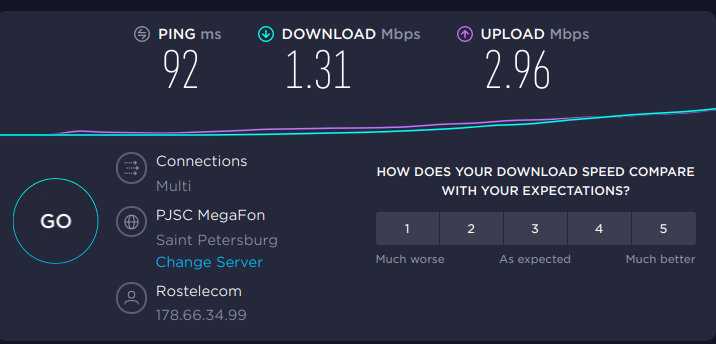 PING ms
DOWNLOAD Mbps
UPLOAD Mbps
92
1.31
2.96
GO
Connections
Multi
PJSC MegaFon
Saint Petersburg
Change Server
Rostelecom
178.66.34.99
HOW DOES YOUR DOWNLOAD SPEED COMPARE
WITH YOUR EXPECTATIONS?
1 2 3 4 5
Much worse As expected Much better